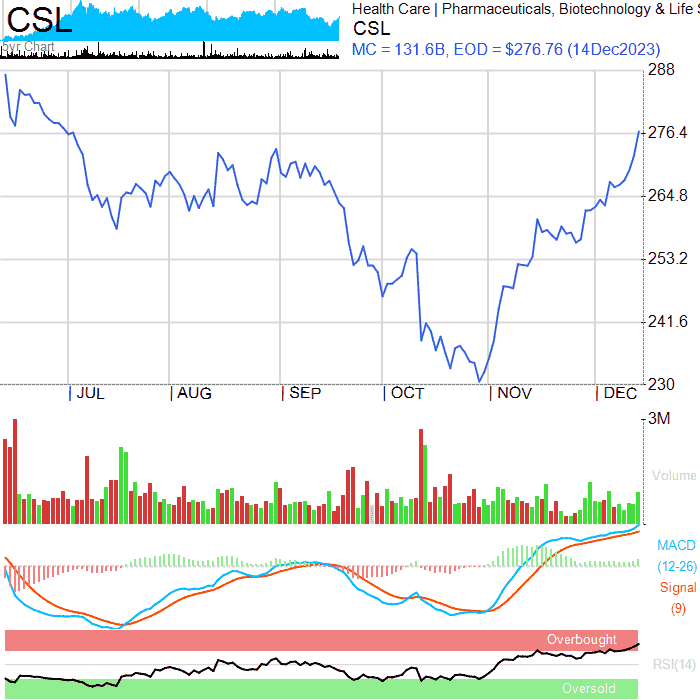 CSL
5yr Chart
Health Care | Pharmaceuticals, Biotechnology & Life S
CSL
MC = 131.6B, EOD = $276.76 (14Dec2023)
288
276.4
264.8
253.2
241.6
230
JUL AUG SEP OCT NOV DEC
3M
Volume
MACD
(12-26)
Signal
(9)
Overbought
RSI(14)
Oversold